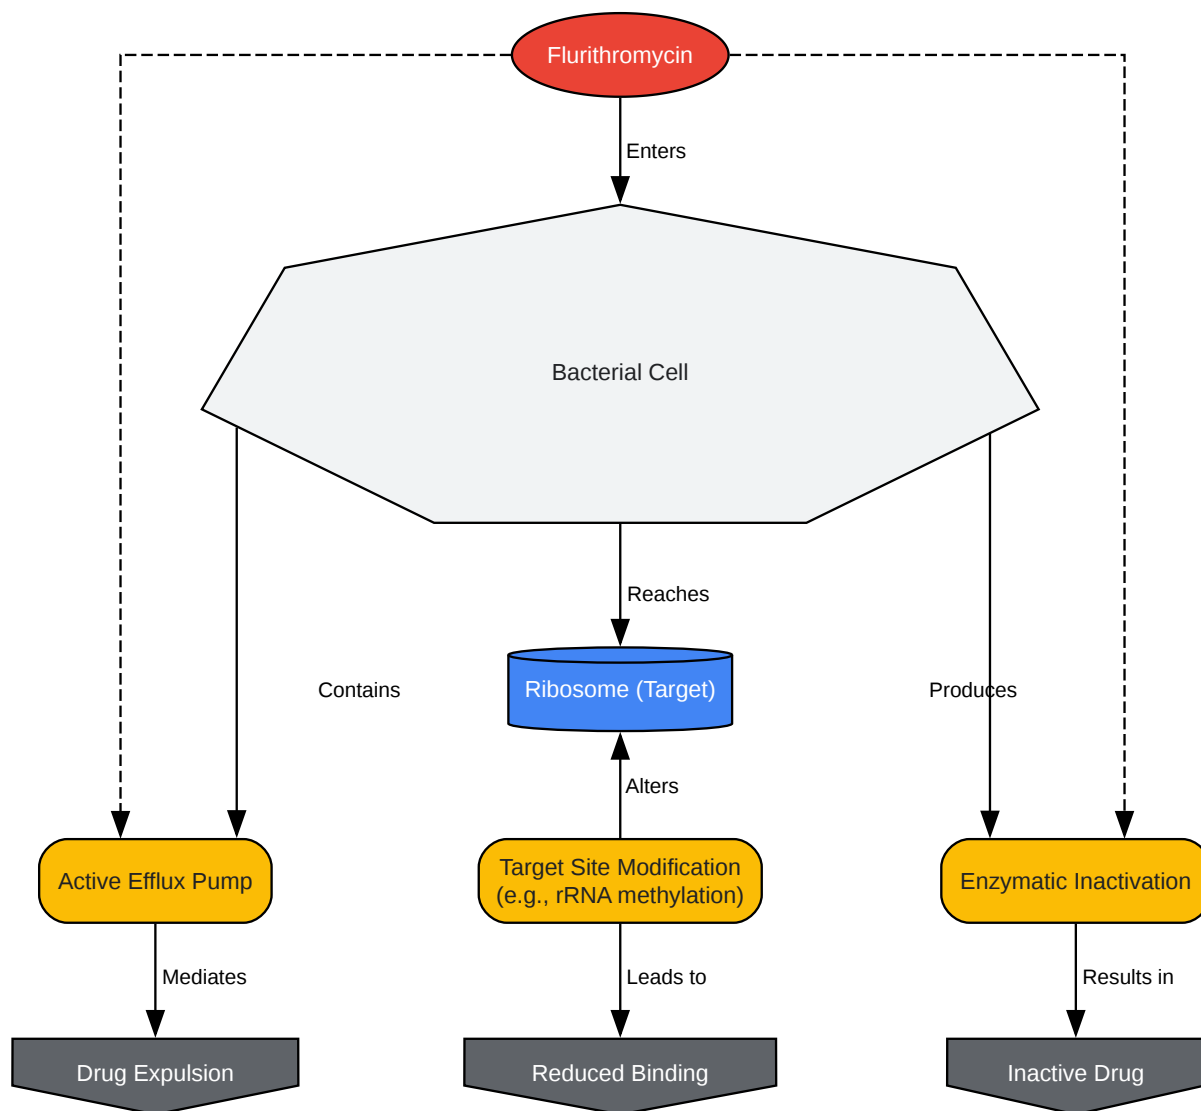 Flurithromycin
Enters
Bacterial Cell
Reaches
Contains
Ribosome (Target)
Produces
Alters
Active Efflux Pump
Target Site Modification
(e.g., rRNA methylation)
Enzymatic Inactivation
Mediates
Leads to
Results in
Drug Expulsion
Reduced Binding
Inactive Drug